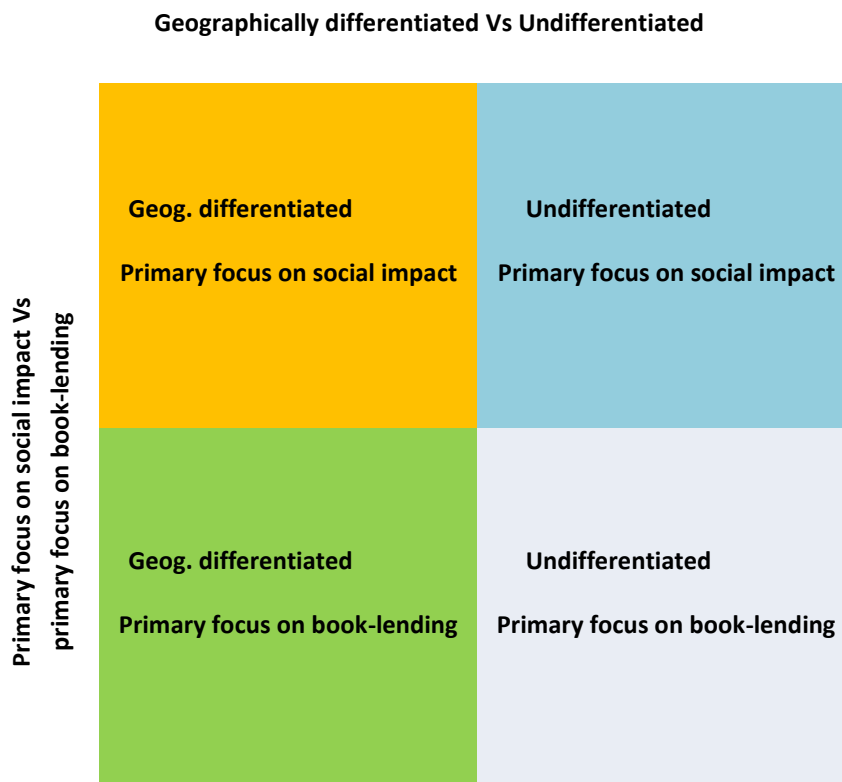 Geographically differentiated Vs Undifferentiated
Primary focus on social impact Vs
primary focus on book-lending
Geog. differentiated
Primary focus on social impact
Undifferentiated
Primary focus on social impact
Geog. differentiated
Primary focus on book-lending
Undifferentiated
Primary focus on book-lending